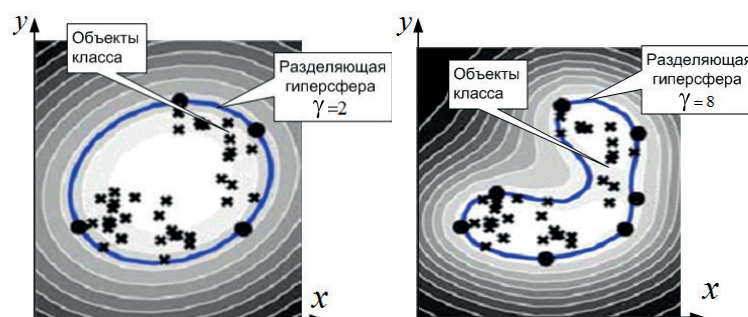 y
Объекты
класса
Разделяющая
гиперсфера
γ=2
x
y
Разделяющая
гиперсфера
γ=8
Объекты
класса
x